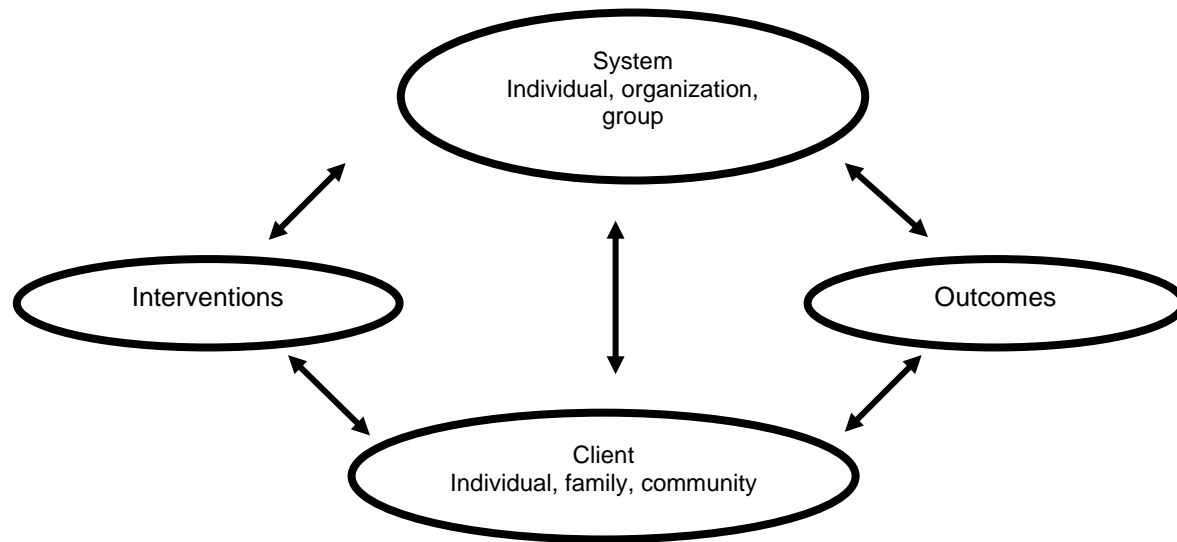 System
Individual, organization,
group
Interventions
Outcomes
Client
Individual, family, community